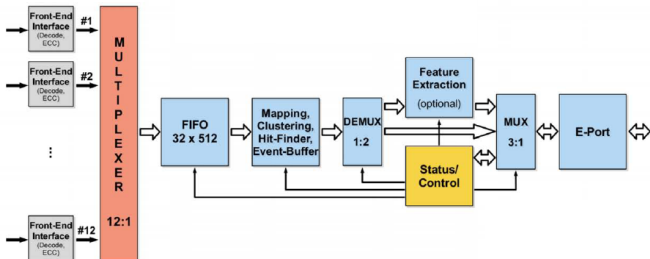 Front-End
Interface
(Decode,
ECC)
#1
Front-End
Interface
(Decode,
ECC)
#2
⋮
Front-End
Interface
(Decode,
ECC)
#12
MULTIPLEXER
12:1
FIFO
32 x 512
Mapping,
Clustering,
Hit-Finder,
Event-Buffer
DEMUX
1:2
Feature
Extraction
(optional)
Status/
Control
MUX
3:1
E-Port